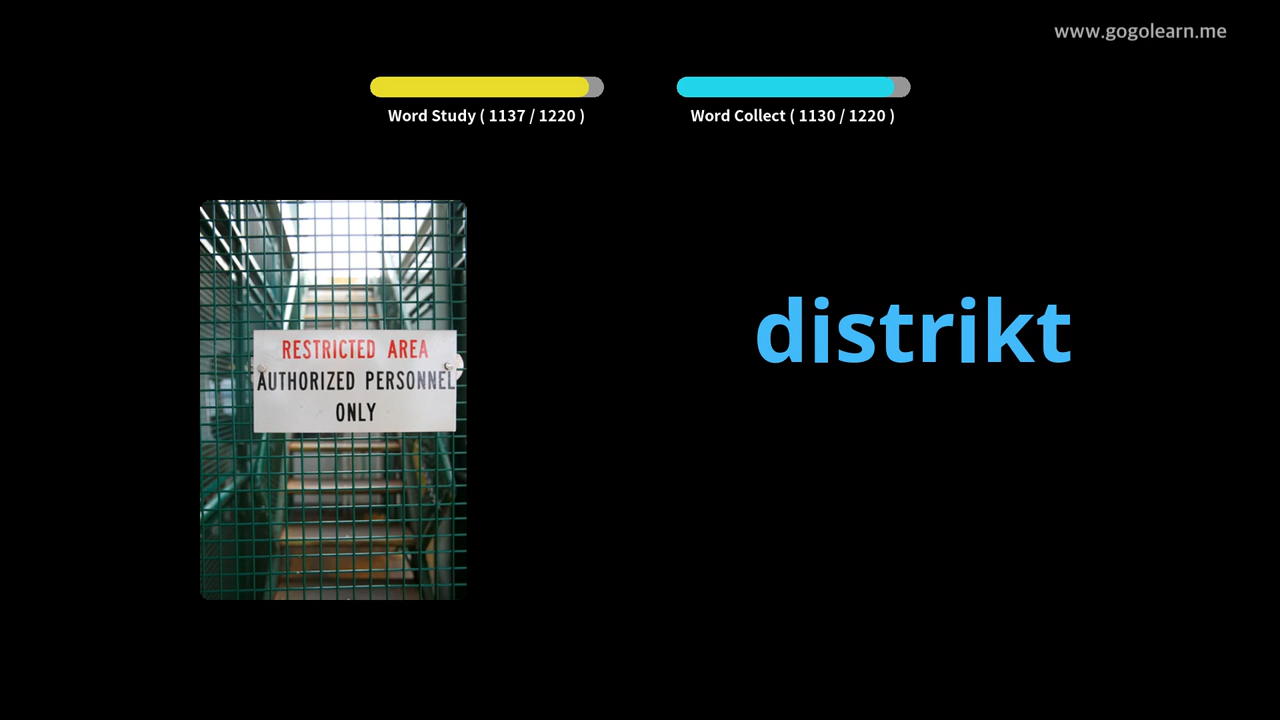 www.gogolearn.me
Word Study ( 1137 / 1220 )
Word Collect ( 1130 / 1220 )
RESTRICTED AREA
AUTHORIZED PERSONNEL
ONLY
distrikt